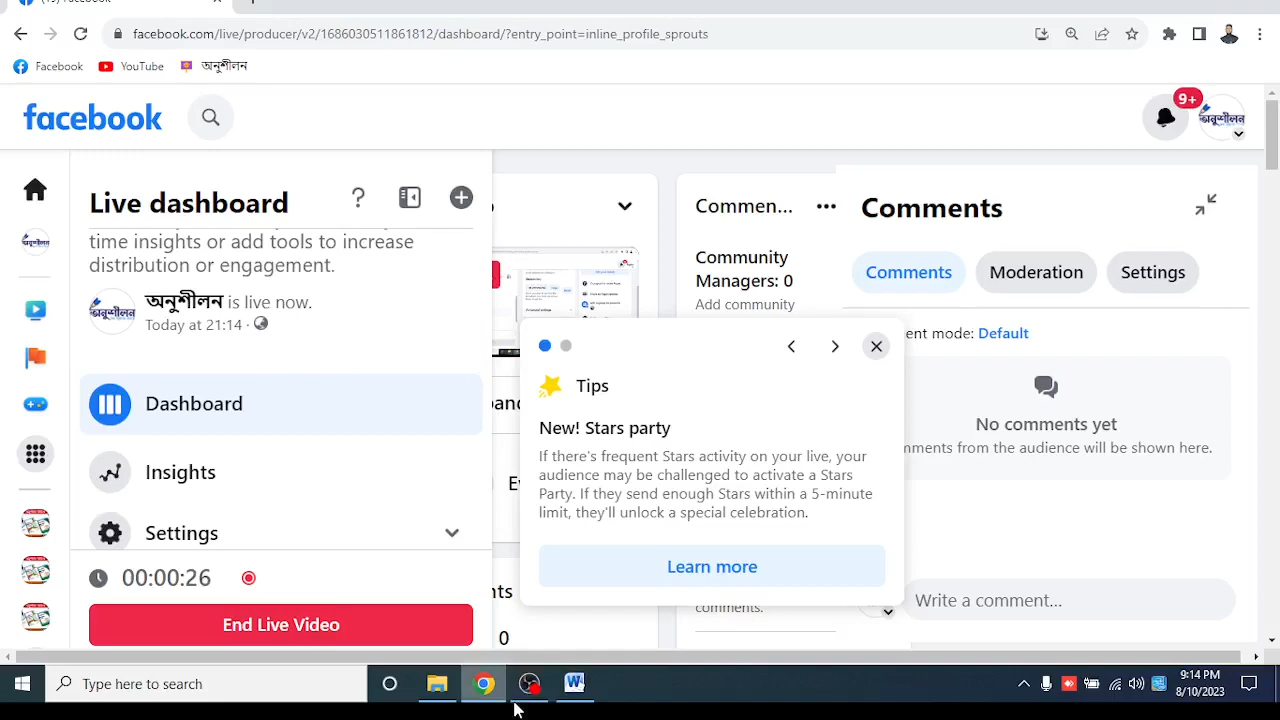 facebook.com/live/producer/v2/1686030511861812/dashboard/?entry_point=inline_profile_sprouts
Facebook
YouTube
অনুশীলন
facebook
9+
অনুশীলন
Live dashboard
time insights or add tools to increase
distribution or engagement.
অনুশীলন is live now.
Today at 21:14 ·
Dashboard
Insights
Settings
00:00:26
End Live Video
Commen... •••
Community
Managers: 0
Add community
Comments
Comments
Moderation
Settings
ent mode: Default
No comments yet
mments from the audience will be shown here.
Tips
New! Stars party
If there's frequent Stars activity on your live, your
audience may be challenged to activate a Stars
Party. If they send enough Stars within a 5-minute
limit, they'll unlock a special celebration.
Learn more
comments.
0
Write a comment...
Type here to search
9:14 PM
8/10/2023